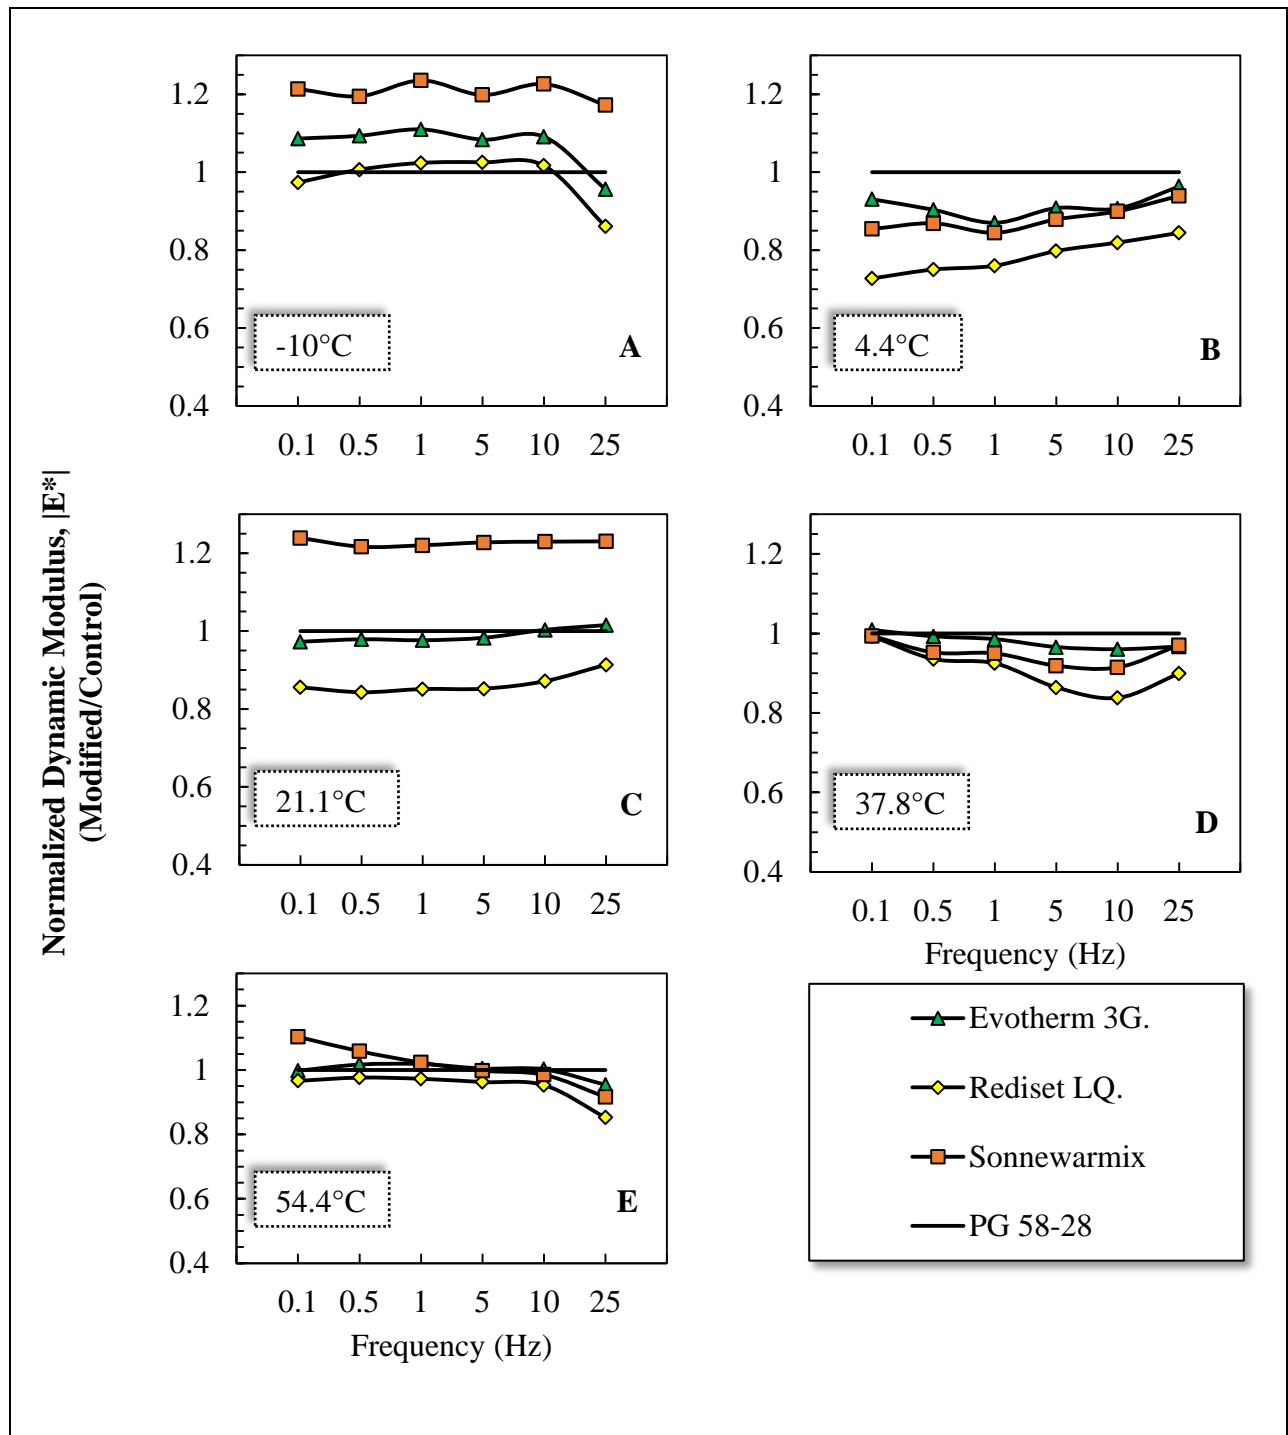 Normalized Dynamic Modulus, |E*|
(Modified/Control)
1.2
1
0.8
0.6
0.4
-10°C
A
0.1 0.5 1 5 10 25
1.2
1
0.8
0.6
0.4
4.4°C
B
0.1 0.5 1 5 10 25
1.2
1
0.8
0.6
0.4
21.1°C
C
0.1 0.5 1 5 10 25
1.2
1
0.8
0.6
0.4
37.8°C
D
0.1 0.5 1 5 10 25
Frequency (Hz)
1.2
1
0.8
0.6
0.4
54.4°C
E
0.1 0.5 1 5 10 25
Frequency (Hz)
Evotherm 3G.
Rediset LQ.
Sonnewarmix
PG 58-28